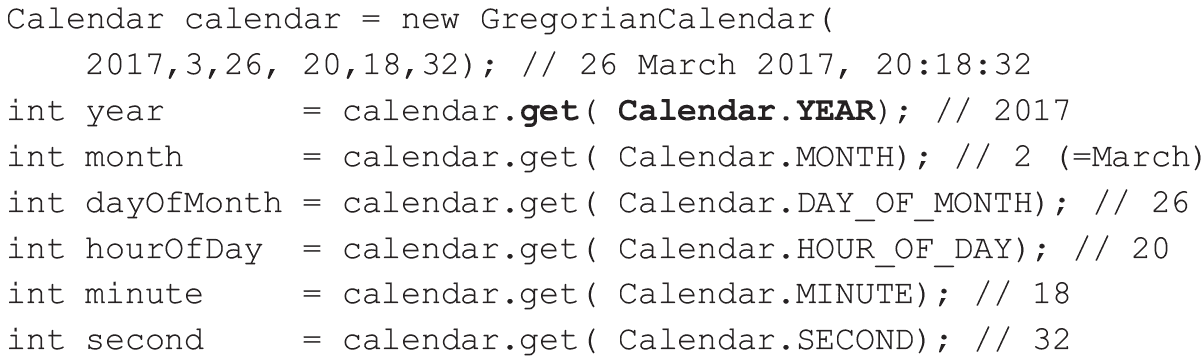 Calendar calendar = new GregorianCalendar(
    2017,3,26, 20,18,32); // 26 March 2017, 20:18:32
int year       = calendar.get( Calendar.YEAR); // 2017
int month      = calendar.get( Calendar.MONTH); // 2 (=March)
int dayOfMonth = calendar.get( Calendar.DAY_OF_MONTH); // 26
int hourOfDay  = calendar.get( Calendar.HOUR_OF_DAY); // 20
int minute     = calendar.get( Calendar.MINUTE); // 18
int second     = calendar.get( Calendar.SECOND); // 32